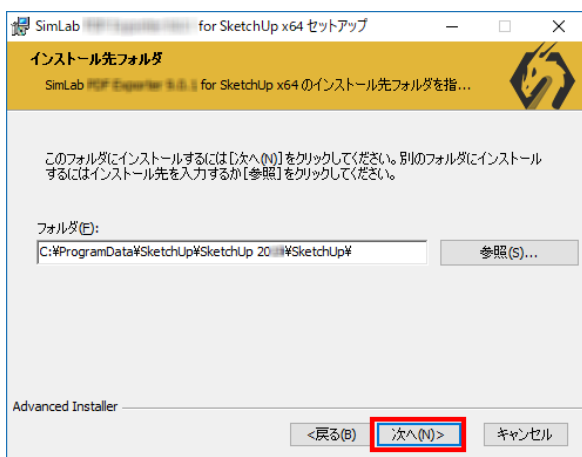 SimLab for SketchUp x64 セットアップ
インストール先フォルダ
SimLab for SketchUp x64 のインストール先フォルダを指...
このフォルダにインストールするには[次へ(N)]をクリックしてください。別のフォルダにインストール
するにはインストール先を入力するか[参照]をクリックしてください。
フォルダ(F):
C:¥ProgramData¥SketchUp¥SketchUp 20 ¥SketchUp¥
参照(S)...
Advanced Installer
<戻る(B)
次へ(N)>
キャンセル